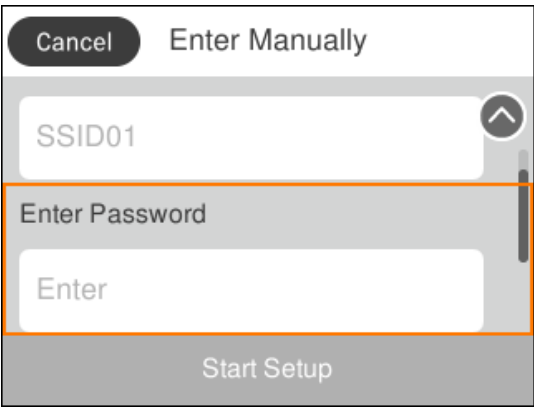 Cancel Enter Manually
SSID01
Enter Password
Enter
Start Setup